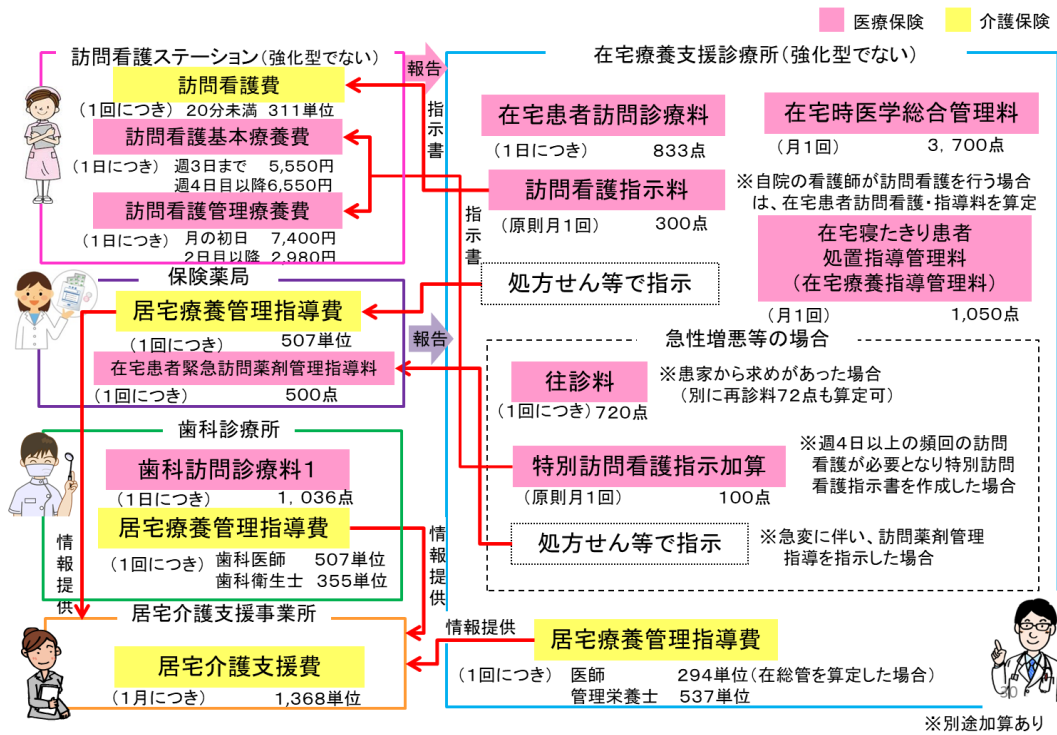 医療保険
介護保険
訪問看護ステーション(強化型でない)
訪問看護費
(1回につき) 20分未満 311単位
訪問看護基本療養費
(1日につき) 週3日まで 5,550円
週4日目以降6,550円
訪問看護管理療養費
(1日につき) 月の初日 7,400円
2日目以降 2,980円
報告
指示書
指示書
在宅療養支援診療所(強化型でない)
在宅患者訪問診療料
(1日につき) 833点
在宅時医学総合管理料
(月1回) 3,700点
訪問看護指示料
(原則月1回) 300点
※自院の看護師が訪問看護を行う場合
は、在宅患者訪問看護・指導料を算定
在宅寝たきり患者
処置指導管理料
(在宅療養指導管理料)
(月1回) 1,050点
処方せん等で指示
保険薬局
居宅療養管理指導費
(1回につき) 507単位
在宅患者緊急訪問薬剤管理指導料
(1回につき) 500点
報告
急性増悪等の場合
往診料
(1回につき) 720点
※患家から求めがあった場合
(別に再診料72点も算定可)
特別訪問看護指示加算
(原則月1回) 100点
※週4日以上の頻回の訪問
看護が必要となり特別訪問
看護指示書を作成した場合
処方せん等で指示
※急変に伴い、訪問薬剤管理
指導を指示した場合
歯科診療所
歯科訪問診療料1
(1日につき) 1,036点
居宅療養管理指導費
(1回につき) 歯科医師 507単位
歯科衛生士 355単位
情報提供
情報提供
居宅介護支援事業所
居宅介護支援費
(1月につき) 1,368単位
情報提供
居宅療養管理指導費
(1回につき) 医師 294単位(在総管を算定した場合)
管理栄養士 537単位
30
※別途加算あり